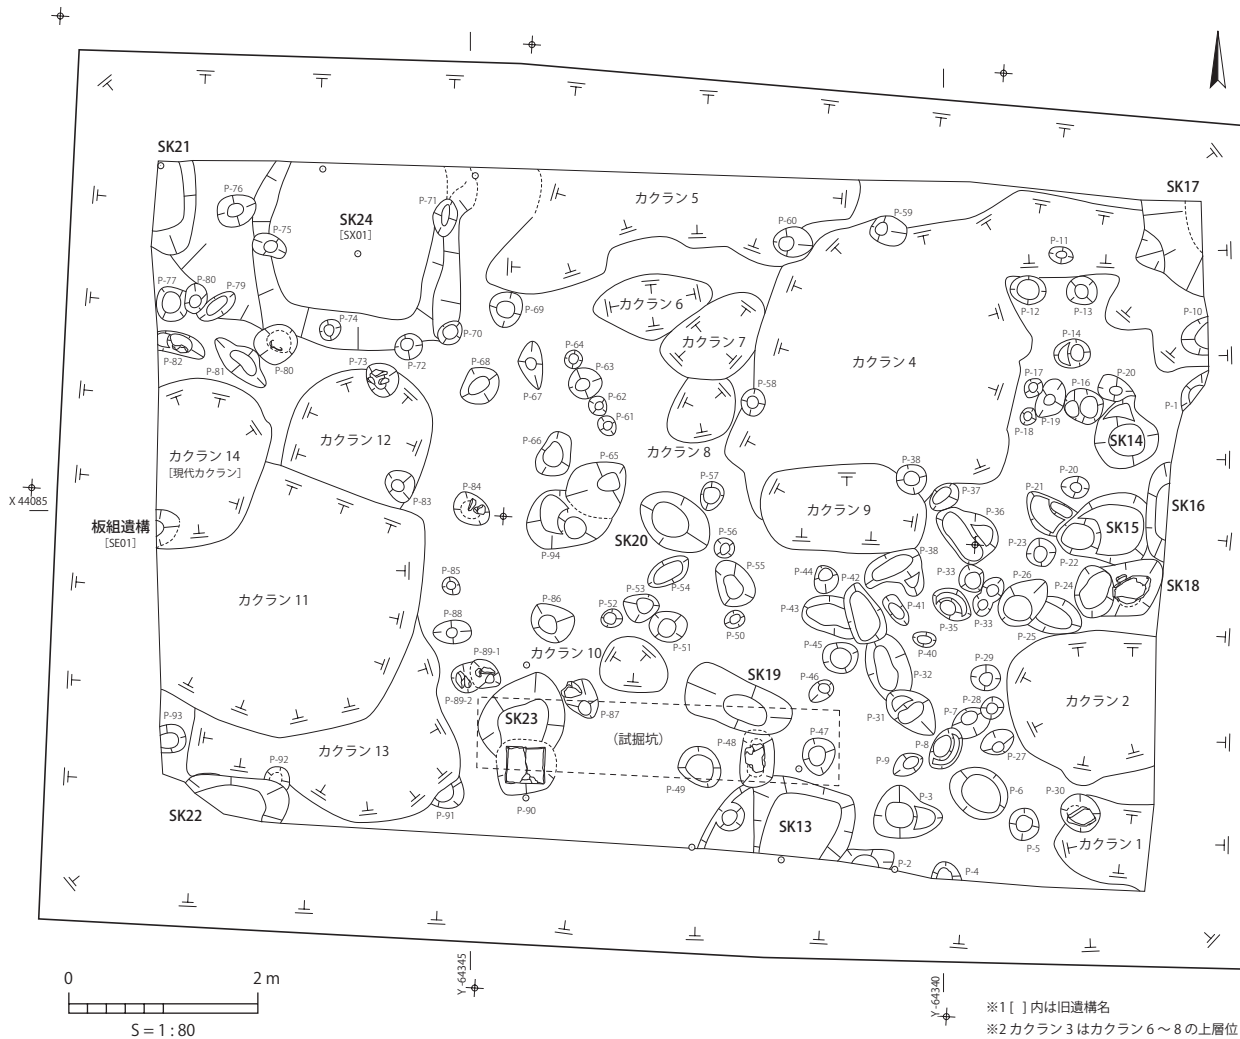 SK21
SK17
P-76
P-71
カクラン 5
P-60
P-59
SK24
[SX01]
P-75
P-11
P-77
P-80
P-79
カクラン 6
P-69
P-12
P-13
P-10
P-74
P-70
カクラン 7
P-14
P-82
P-81
P-80
P-73
P-72
P-68
P-67
P-64
P-63
P-62
P-61
カクラン 4
P-58
P-17
P-16
P-20
P-1
P-18
P-19
SK14
カクラン 12
カクラン 14
[現代カクラン]
P-66
P-65
カクラン 8
P-38
P-83
P-84
P-57
P-37
P-20
P-21
X 44085
板組遺構
[SE01]
P-94
SK20
カクラン 9
P-36
SK15
SK16
P-56
P-38
P-23
P-22
P-85
P-54
P-55
P-44
P-42
P-33
P-26
P-24
SK18
カクラン 11
P-88
P-86
P-52
P-53
P-43
P-41
P-35
P-33
P-25
P-50
P-51
P-45
P-40
カクラン 10
P-89-1
P-89-2
SK19
P-46
P-32
P-29
カクラン 2
P-93
SK23
P-87
(試掘坑)
P-48
P-47
P-31
P-7
P-28
カクラン 13
P-92
P-8
P-9
P-27
P-49
P-90
P-91
P-3
P-6
P-30
SK22
SK13
P-5
カクラン 1
P-2
P-4
0
2 m
S = 1 : 80
Y -64345
Y -64340
※1 [ ] 内は旧遺構名
※2 カクラン 3 はカクラン 6 ～ 8 の上層位